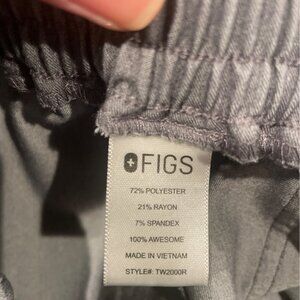 FIGS
72% POLYESTER
21% RAYON
7% SPANDEX
100% AWESOME
MADE IN VIETNAM
STYLE#: TW2000R